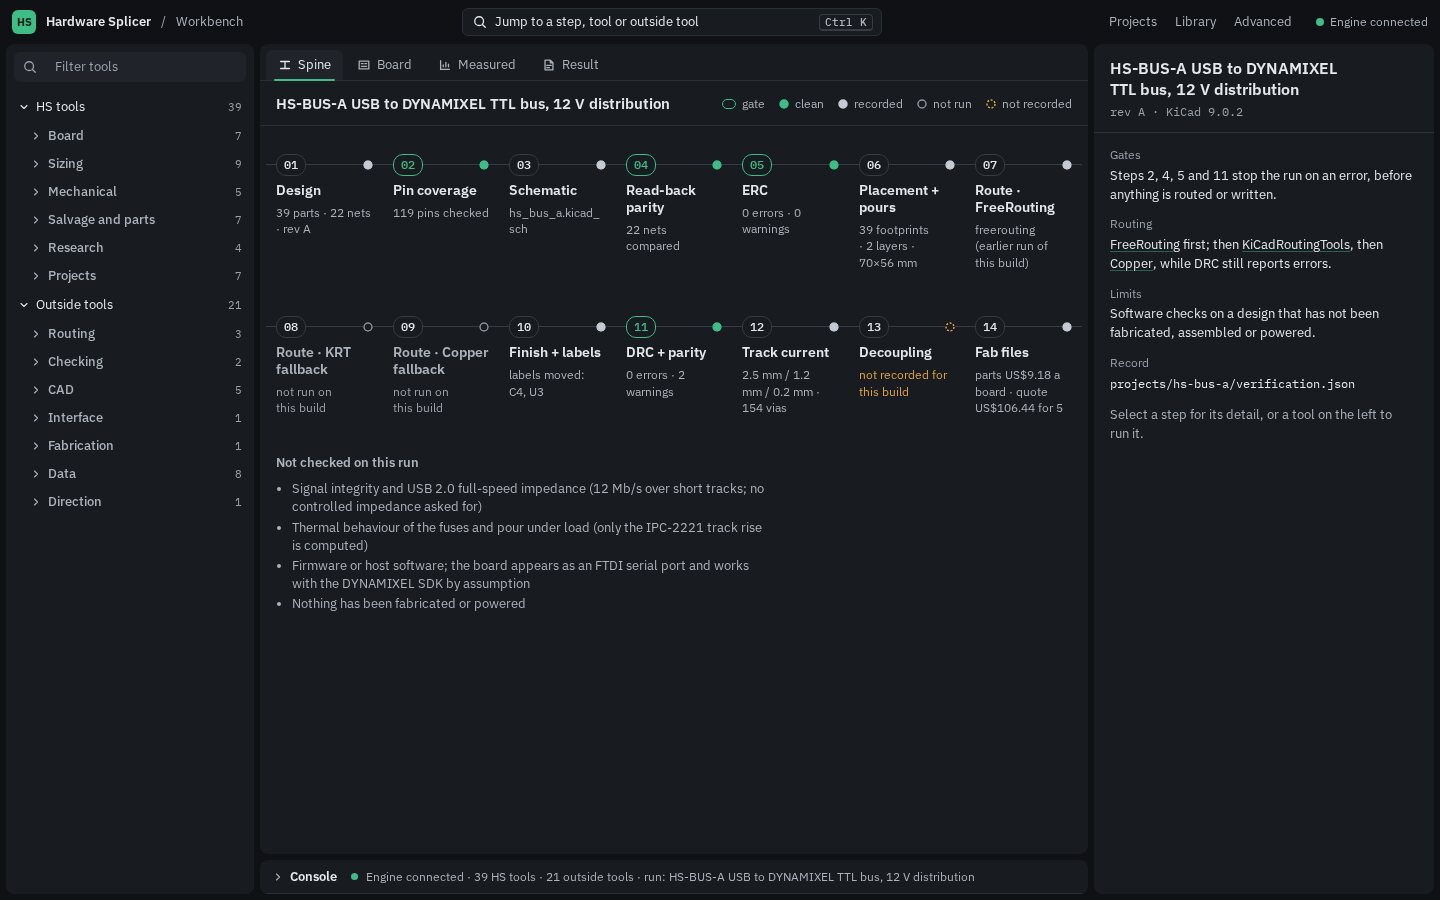 HS Hardware Splicer / Workbench
Jump to a step, tool or outside tool Ctrl K
Projects Library Advanced Engine connected
Filter tools
HS tools 39
Board 7
Sizing 9
Mechanical 5
Salvage and parts 7
Research 4
Projects 7
Outside tools 21
Routing 3
Checking 2
CAD 5
Interface 1
Fabrication 1
Data 8
Direction 1
Spine Board Measured Result
HS-BUS-A USB to DYNAMIXEL TTL bus, 12 V distribution
gate clean recorded not run not recorded
01
Design
39 parts · 22 nets
· rev A
02
Pin coverage
119 pins checked
03
Schematic
hs_bus_a.kicad_
sch
04
Read-back
parity
22 nets
compared
05
ERC
0 errors · 0
warnings
06
Placement +
pours
39 footprints
· 2 layers ·
70×56 mm
07
Route ·
FreeRouting
freerouting
(earlier run of
this build)
08
Route · KRT
fallback
not run on
this build
09
Route · Copper
fallback
not run on
this build
10
Finish + labels
labels moved:
C4, U3
11
DRC + parity
0 errors · 2
warnings
12
Track current
2.5 mm / 1.2
mm / 0.2 mm ·
154 vias
13
Decoupling
not recorded for
this build
14
Fab files
parts US$9.18 a
board · quote
US$106.44 for 5
Not checked on this run
• Signal integrity and USB 2.0 full-speed impedance (12 Mb/s over short tracks; no
controlled impedance asked for)
• Thermal behaviour of the fuses and pour under load (only the IPC-2221 track rise
is computed)
• Firmware or host software; the board appears as an FTDI serial port and works
with the DYNAMIXEL SDK by assumption
• Nothing has been fabricated or powered
Console Engine connected · 39 HS tools · 21 outside tools · run: HS-BUS-A USB to DYNAMIXEL TTL bus, 12 V distribution
HS-BUS-A USB to DYNAMIXEL
TTL bus, 12 V distribution
rev A · KiCad 9.0.2
Gates
Steps 2, 4, 5 and 11 stop the run on an error, before
anything is routed or written.
Routing
FreeRouting first; then KiCadRoutingTools, then
Copper, while DRC still reports errors.
Limits
Software checks on a design that has not been
fabricated, assembled or powered.
Record
projects/hs-bus-a/verification.json
Select a step for its detail, or a tool on the left to
run it.